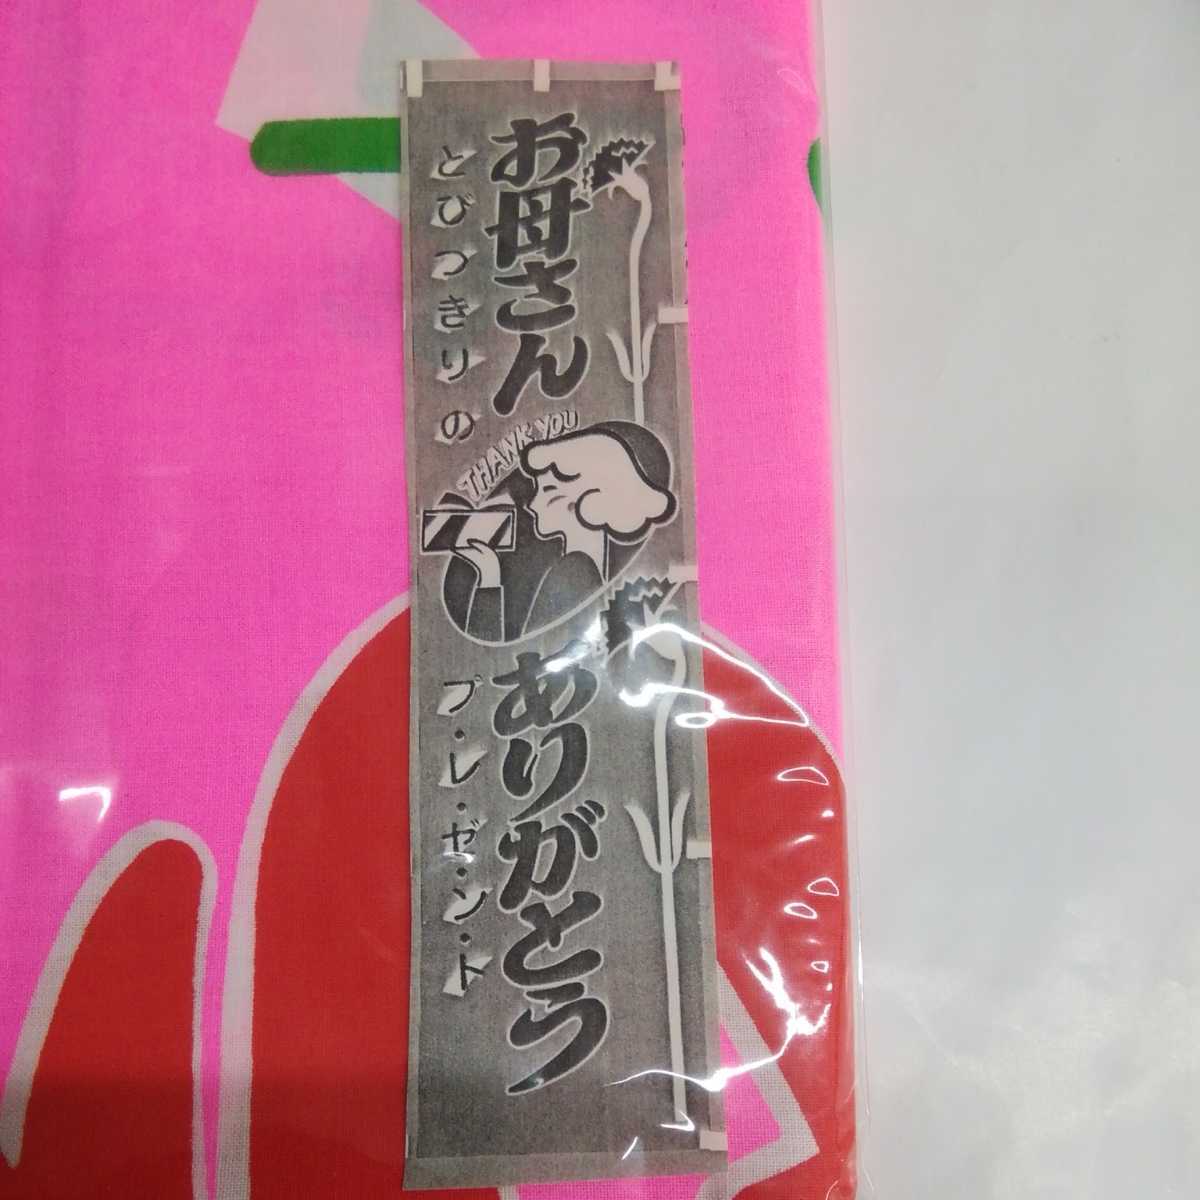 お母さん
ありがとう
とびっきりの
プ・レ・ゼ・ン・ト
THANK YOU